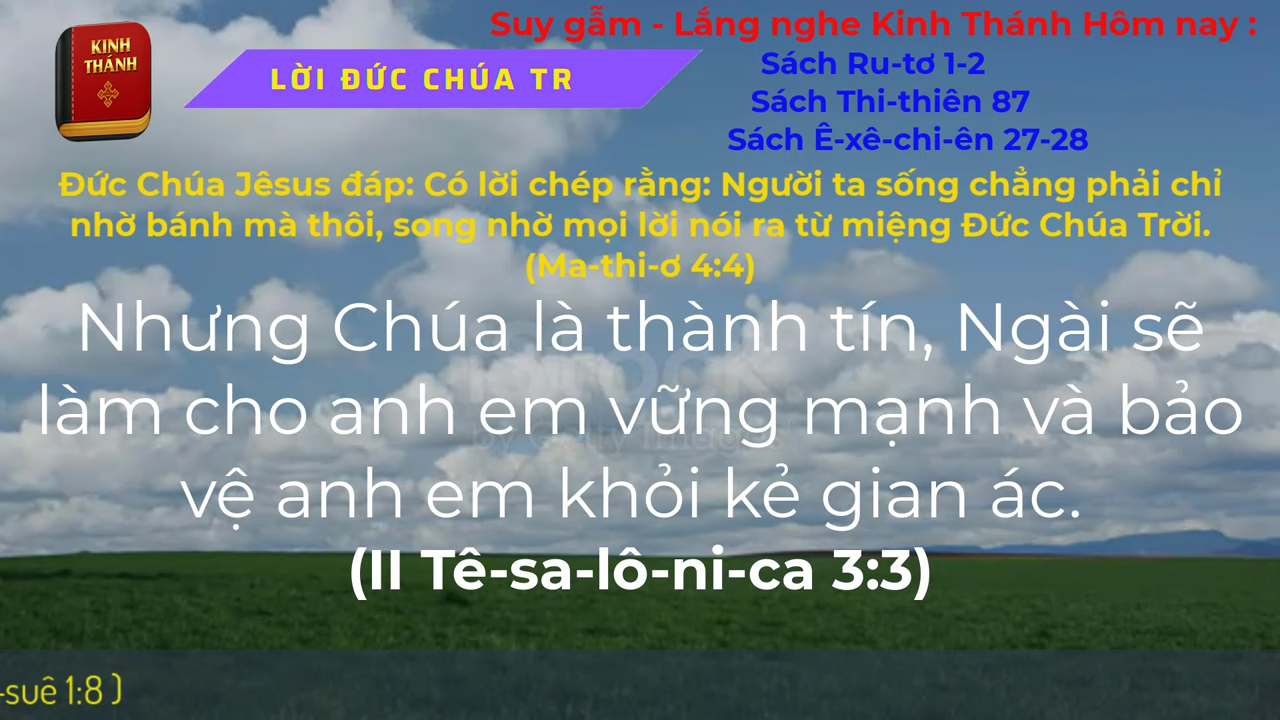 Suy gẫm - Lắng nghe Kinh Thánh Hôm nay :
KINH
THÁNH
LỜI ĐỨC CHÚA TR
Sách Ru-tơ 1-2
Sách Thi-thiên 87
Sách Ê-xê-chi-ên 27-28
Đức Chúa Jêsus đáp: Có lời chép rằng: Người ta sống chẳng phải chỉ
nhờ bánh mà thôi, song nhờ mọi lời nói ra từ miệng Đức Chúa Trời.
(Ma-thi-ơ 4:4)
Nhưng Chúa là thành tín, Ngài sẽ
làm cho anh em vững mạnh và bảo
vệ anh em khỏi kẻ gian ác.
(II Tê-sa-lô-ni-ca 3:3)
-suê 1:8 )